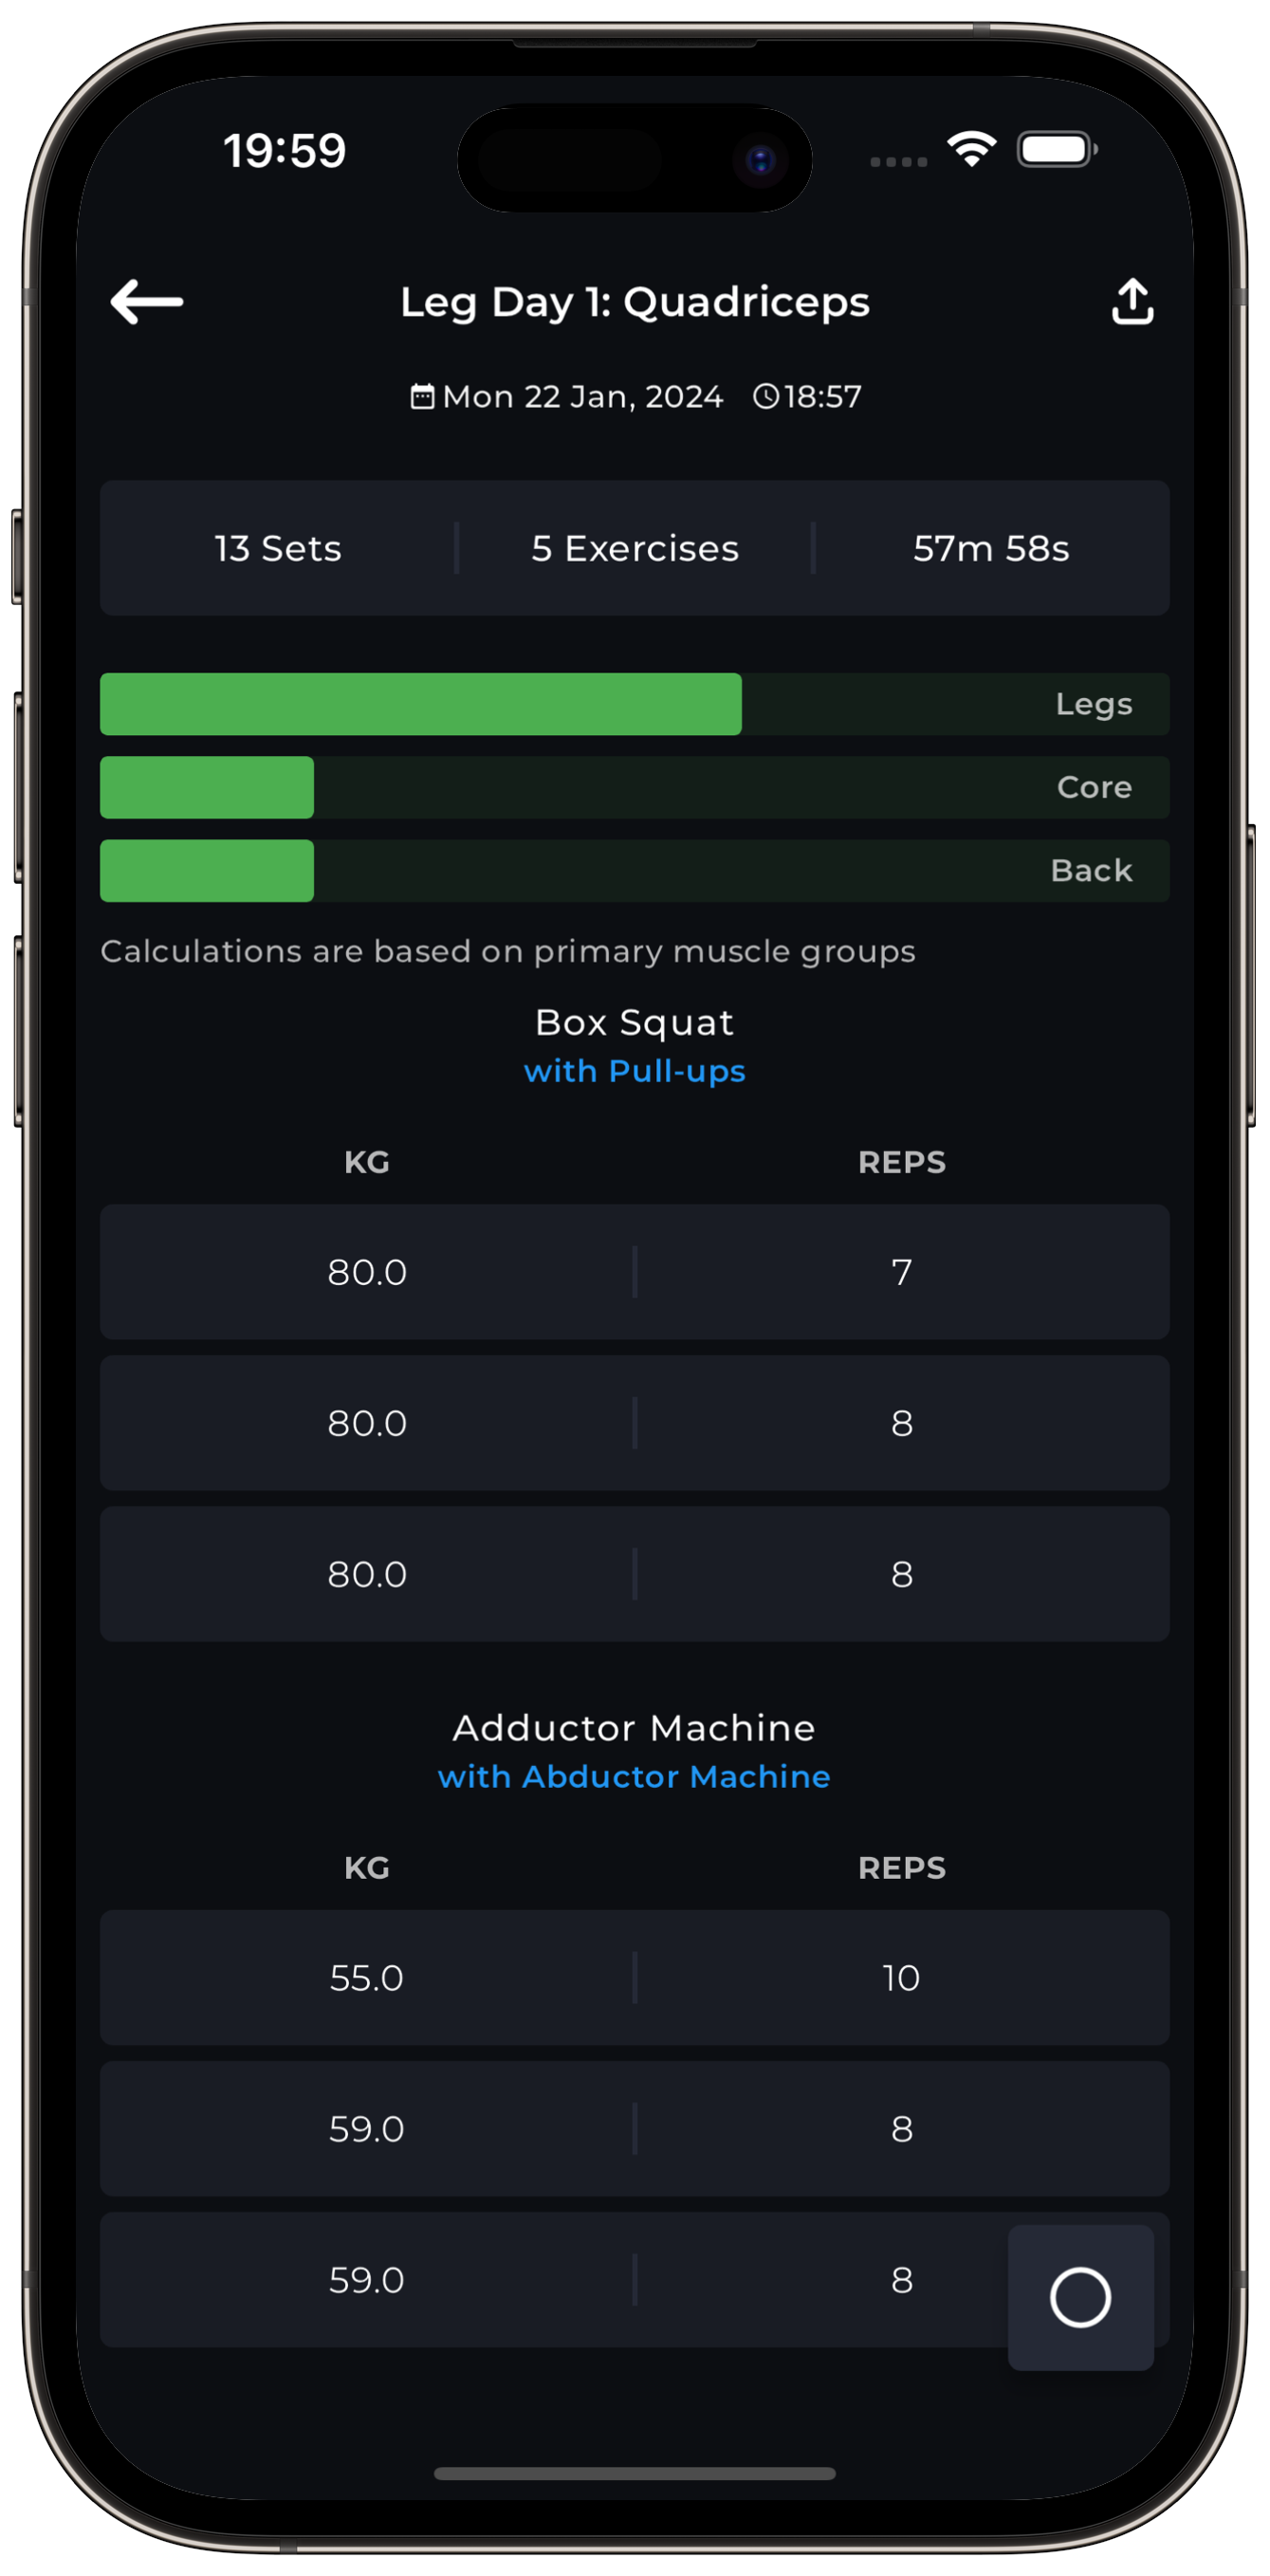 19:59
Leg Day 1: Quadriceps
Mon 22 Jan, 2024 18:57
13 Sets 5 Exercises 57m 58s
Legs
Core
Back
Calculations are based on primary muscle groups
Box Squat
with Pull-ups
KG REPS
80.0 7
80.0 8
80.0 8
Adductor Machine
with Abductor Machine
KG REPS
55.0 10
59.0 8
59.0 8